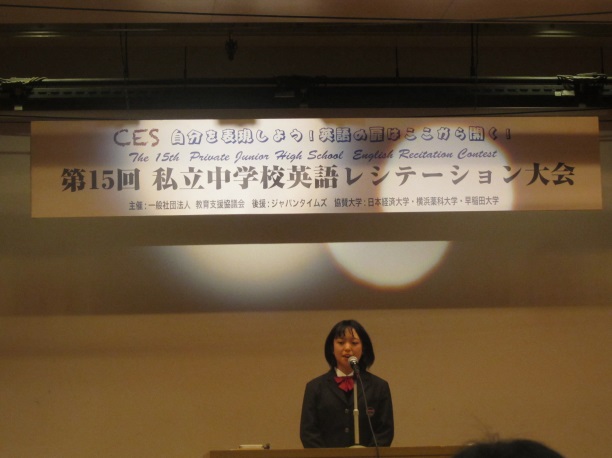 CES 自分を表現しよう!英語の扉はここから開く!
The 15th Private Junior High School English Recitation Contest
第15回 私立中学校英語レシテーション大会
主催:一般社団法人 教育支援協議会 後援:ジャパンタイムズ 協賛大学:日本経済大学・横浜薬科大学・早稲田大学